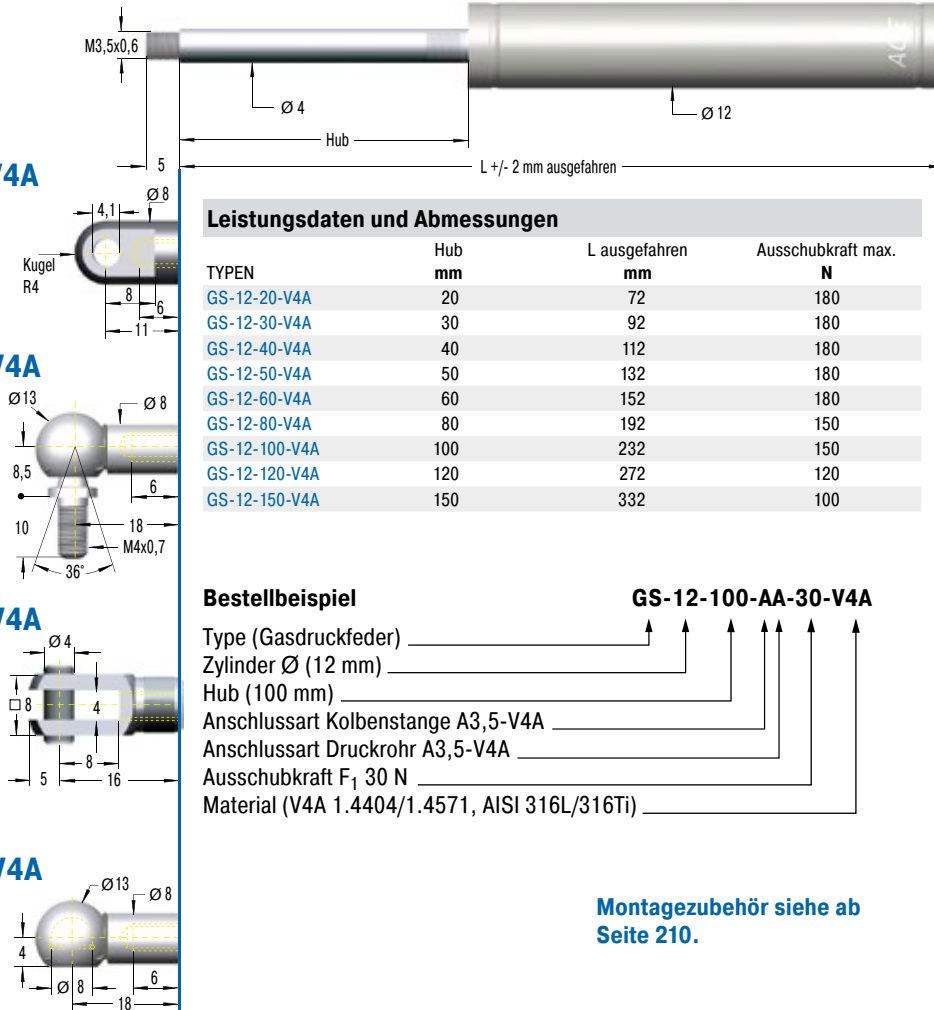 ACE
M3,5x0,6
Ø 4
Ø 12
Hub
5
L +/- 2 mm ausgefahren
V4A
Ø 8
4,1
Kugel
R4
8
6
11
V4A
Ø 13
Ø 8
8,5
6
10
18
M4x0,7
36°
V4A
Ø 4
□ 8
4
8
5
16
V4A
Ø 13
Ø 8
4
Ø 8
6
18
Leistungsdaten und Abmessungen
Hub L ausgefahren Ausschubkraft max.
TYPEN mm mm N
GS-12-20-V4A 20 72 180
GS-12-30-V4A 30 92 180
GS-12-40-V4A 40 112 180
GS-12-50-V4A 50 132 180
GS-12-60-V4A 60 152 180
GS-12-80-V4A 80 192 150
GS-12-100-V4A 100 232 150
GS-12-120-V4A 120 272 120
GS-12-150-V4A 150 332 100
Bestellbeispiel GS-12-100-AA-30-V4A
Type (Gasdruckfeder)
Zylinder Ø (12 mm)
Hub (100 mm)
Anschlussart Kolbenstange A3,5-V4A
Anschlussart Druckrohr A3,5-V4A
Ausschubkraft F₁ 30 N
Material (V4A 1.4404/1.4571, AISI 316L/316Ti)
Montagezubehör siehe ab
Seite 210.